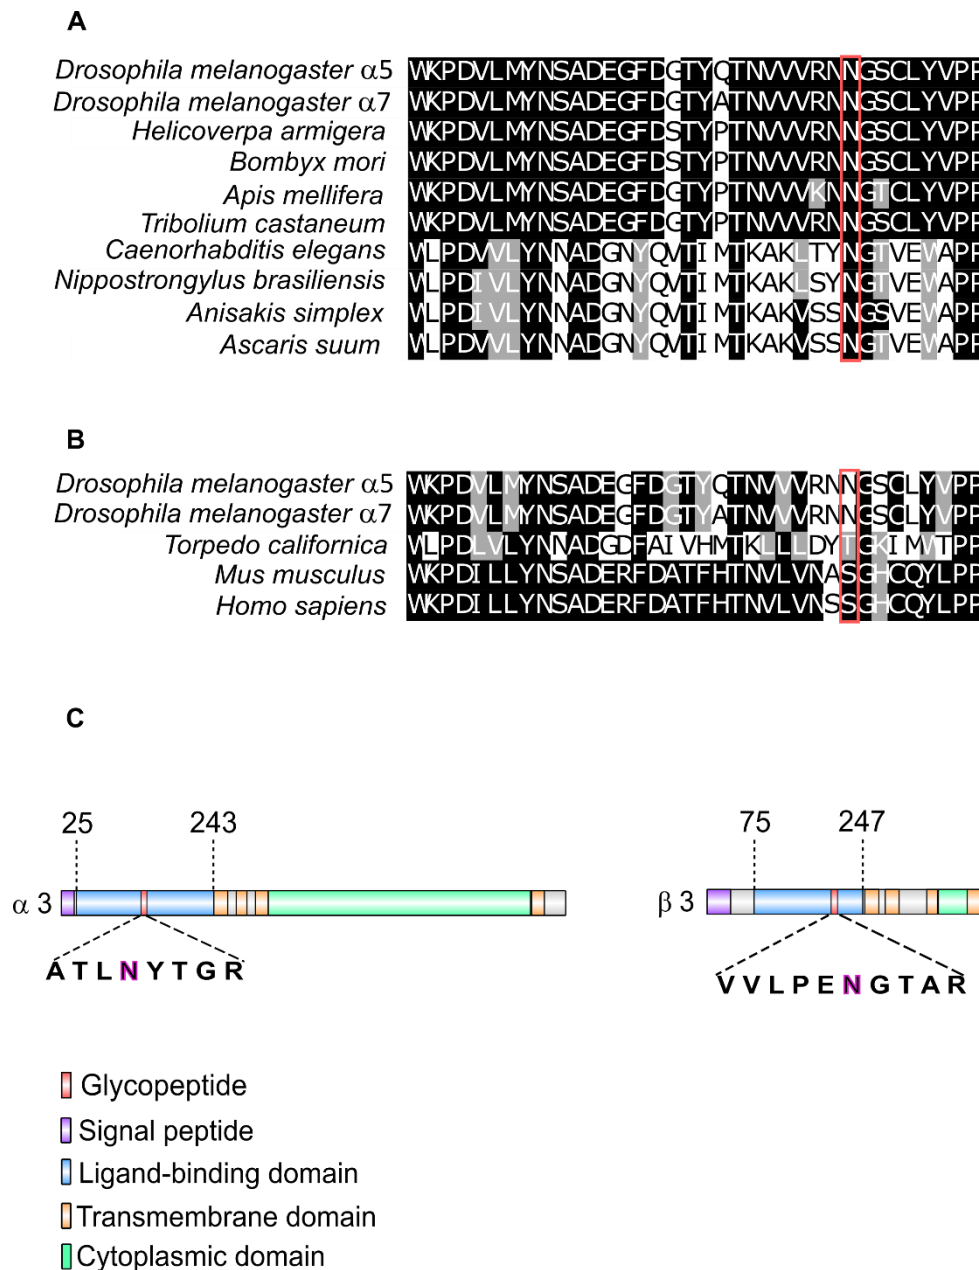 A
Drosophila melanogaster α5 WKPDVLMYNSADEGFDGTYQTNVVVRNNGSCLYVPP
Drosophila melanogaster α7 WKPDVLMYNSADEGFDGTYATNVVVRNNGSCLYVPP
Helicoverpa armigera WKPDVLMYNSADEGFDSTYPTNVVVRNNGSCLYVPP
Bombyx mori WKPDVLMYNSADEGFDSTYPTNVVVRNNGSCLYVPP
Apis mellifera WKPDVLMYNSADEGFDGTYPTNVVVKNNGTCLYVPP
Tribolium castaneum WKPDVLMYNSADEGFDGTYPTNVVVRNNGSCLYVPP
Caenorhabditis elegans WLPDVVLYNNADGNYQVTIMTKAKLTYNGTVEWAPP
Nippostrongylus brasiliensis WLPDIVLYNNADGNYQVTIMTKAKLSYNGTVEWAPP
Anisakis simplex WLPDIVLYNNADGNYQVTIMTKAKVSSNGSVEWAPP
Ascaris suum WLPDVVLYNNADGNYQVTIMTKAKVSSNGTVEWAPP
B
Drosophila melanogaster α5 WKPDVLMYNSADEGFDGTYQTNVVVRNNGSCLYVPP
Drosophila melanogaster α7 WKPDVLMYNSADEGFDGTYATNVVVRNNGSCLYVPP
Torpedo californica WLPDLVLYNNADGDFAIVHMTKLLLDYTGKIMWTPP
Mus musculus WKPDILLYNSADERFDATFHTNVLVNASGHCQYLPP
Homo sapiens WKPDILLYNSADERFDATFHTNVLVNSSGHCQYLPP
C
25 243 75 247
α 3 β 3
A T L N Y T G R V V L P E N G T A R
Glycopeptide
Signal peptide
Ligand-binding domain
Transmembrane domain
Cytoplasmic domain